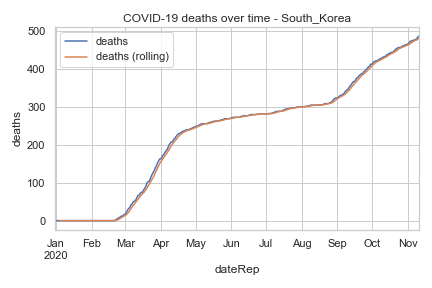 COVID-19 deaths over time - South_Korea
deaths
deaths (rolling)
500
400
300
200
100
0
deaths
Jan Feb Mar Apr May Jun Jul Aug Sep Oct Nov
2020
dateRep